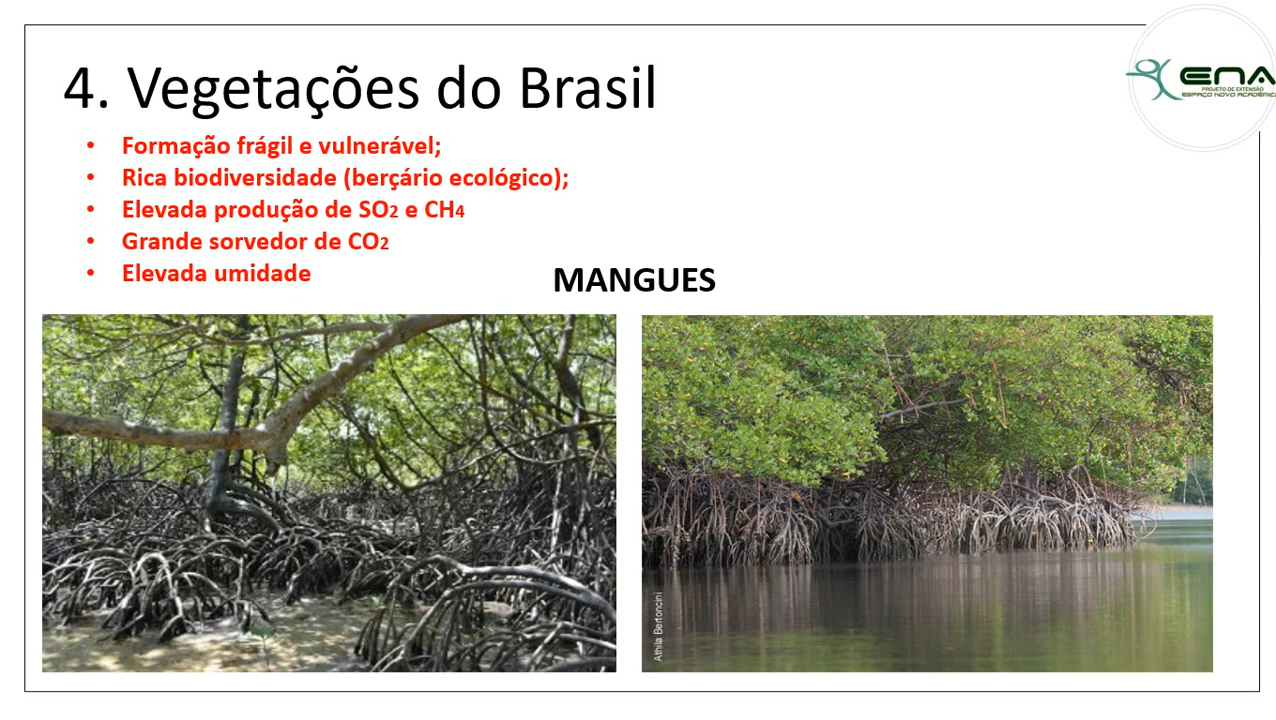 4. Vegetações do Brasil
ENA
PROJETO DE EXTENSÃO
ESPAÇO NOVO ACADÊMICO
• Formação frágil e vulnerável;
• Rica biodiversidade (berçário ecológico);
• Elevada produção de SO2 e CH4
• Grande sorvedor de CO2
• Elevada umidade
MANGUES
Athila Bertoncini